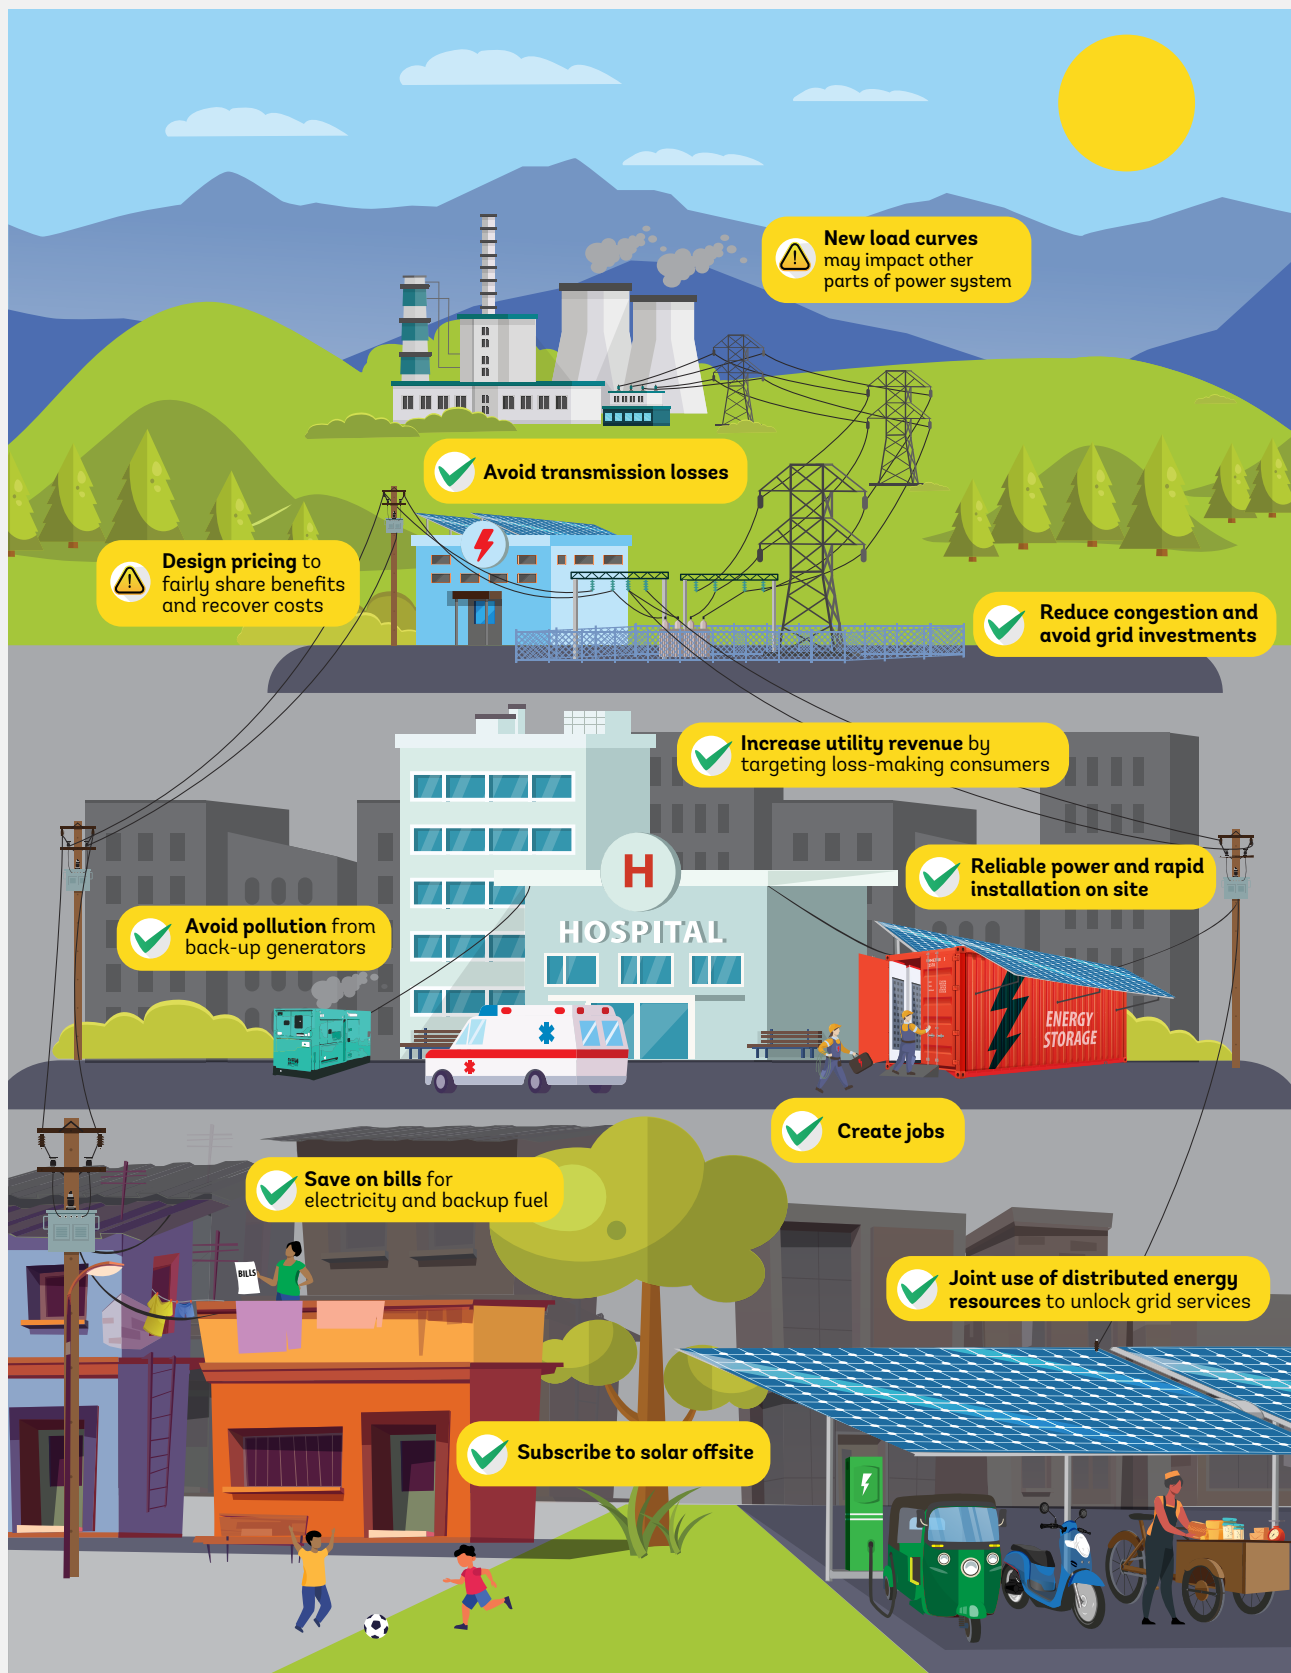 New load curves
may impact other
parts of power system
Avoid transmission losses
Design pricing to
fairly share benefits
and recover costs
Reduce congestion and
avoid grid investments
Increase utility revenue by
targeting loss-making consumers
H
HOSPITAL
Reliable power and rapid
installation on site
Avoid pollution from
back-up generators
ENERGY
STORAGE
Create jobs
Save on bills for
electricity and backup fuel
BILLS
Joint use of distributed energy
resources to unlock grid services
Subscribe to solar offsite